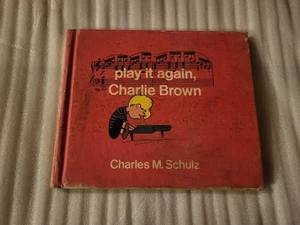 play it again,
Charlie Brown
Charles M. Schulz